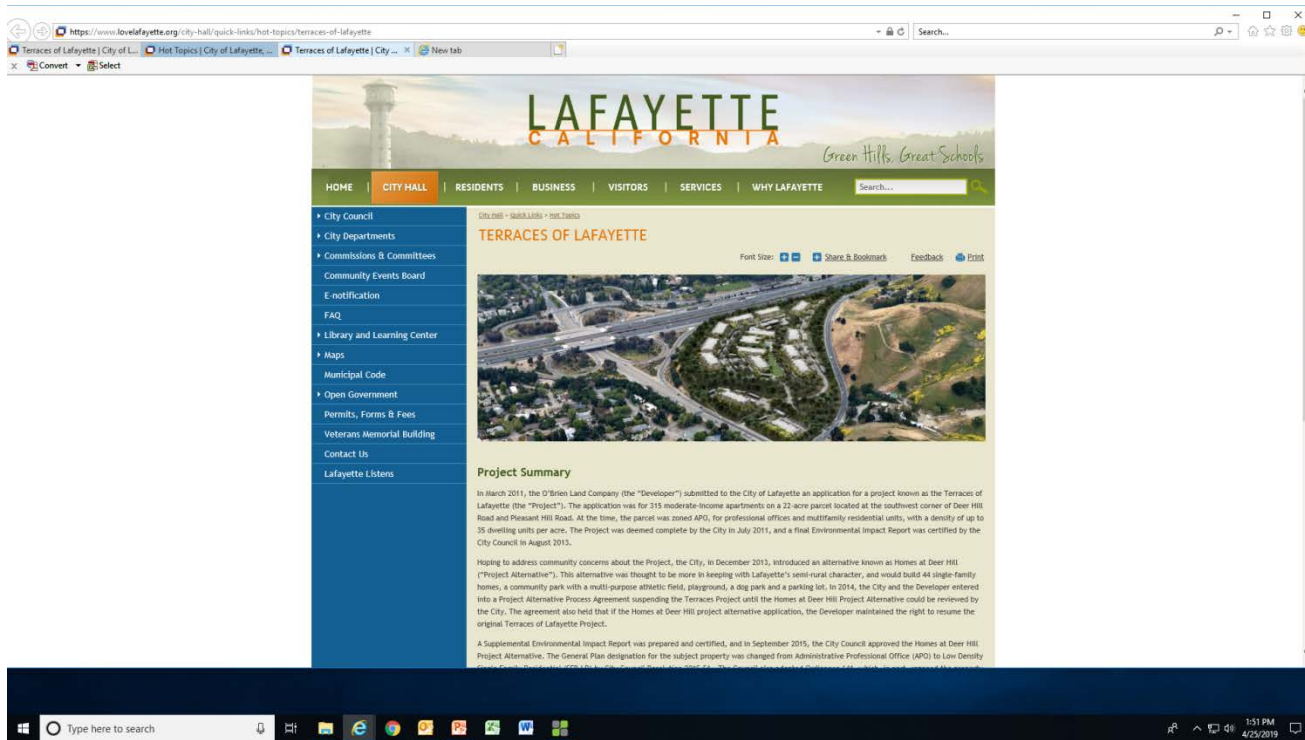 https://www.lovelafayette.org/city-hall/quick-links/hot-topics/terraces-of-lafayette
Search...
Terraces of Lafayette | City of L...
Hot Topics | City of Lafayette, ...
Terraces of Lafayette | City ...
New tab
x Convert Select
LAFAYETTE
CALIFORNIA
Green Hills, Great Schools
HOME | CITY HALL | RESIDENTS | BUSINESS | VISITORS | SERVICES | WHY LAFAYETTE
Search...
City Council
City Departments
Commissions & Committees
Community Events Board
E-notification
FAQ
Library and Learning Center
Maps
Municipal Code
Open Government
Permits, Forms & Fees
Veterans Memorial Building
Contact Us
Lafayette Listens
City Hall » Quick Links » Hot Topics
TERRACES OF LAFAYETTE
Font Size: + - Share & Bookmark Feedback Print
Project Summary
In March 2011, the O'Brien Land Company (the "Developer") submitted to the City of Lafayette an application for a project known as the Terraces of
Lafayette (the "Project"). The application was for 315 moderate-income apartments on a 22-acre parcel located at the southwest corner of Deer Hill
Road and Pleasant Hill Road. At the time, the parcel was zoned APO, for professional offices and multifamily residential units, with a density of up to
35 dwelling units per acre. The Project was deemed complete by the City in July 2011, and a final Environmental Impact Report was certified by the
City Council in August 2013.
Hoping to address community concerns about the Project, the City, in December 2013, introduced an alternative known as Homes at Deer Hill
("Project Alternative"). This alternative was thought to be more in keeping with Lafayette's semi-rural character, and would build 44 single-family
homes, a community park with a multi-purpose athletic field, playground, a dog park and a parking lot. In 2014, the City and the Developer entered
into a Project Alternative Process Agreement suspending the Terraces Project until the Homes at Deer Hill Project Alternative could be reviewed by
the City. The agreement also held that if the Homes at Deer Hill project alternative application, the Developer maintained the right to resume the
original Terraces of Lafayette Project.
A Supplemental Environmental Impact Report was prepared and certified, and in September 2015, the City Council approved the Homes at Deer Hill
Project Alternative. The General Plan designation for the subject property was changed from Administrative Professional Office (APO) to Low Density
Type here to search
1:51 PM
4/25/2019